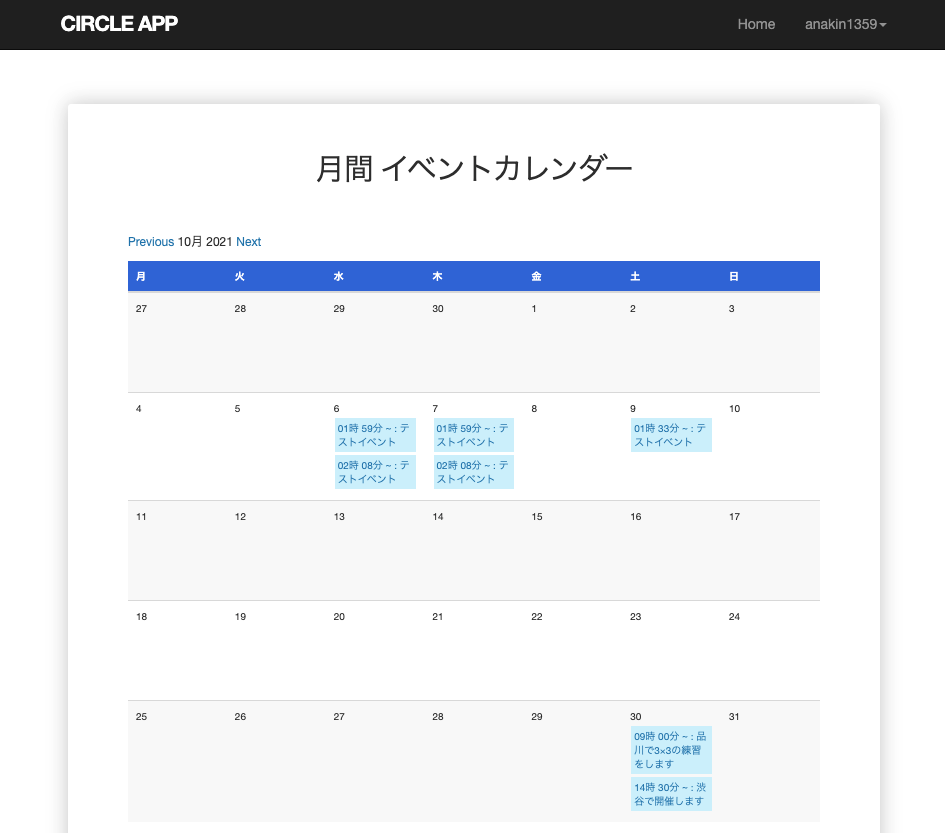 CIRCLE APP
Home anakin1359
月間 イベントカレンダー
Previous 10月 2021 Next
月 火 水 木 金 土 日
27 28 29 30 1 2 3
4 5 6 7 8 9 10
01時 59分 ~ : テ
ストイベント
02時 08分 ~ : テ
ストイベント
01時 59分 ~ : テ
ストイベント
02時 08分 ~ : テ
ストイベント
01時 33分 ~ : テ
ストイベント
11 12 13 14 15 16 17
18 19 20 21 22 23 24
25 26 27 28 29 30 31
09時 00分 ~ : 品
川で3×3の練習
をします
14時 30分 ~ : 渋
谷で開催します